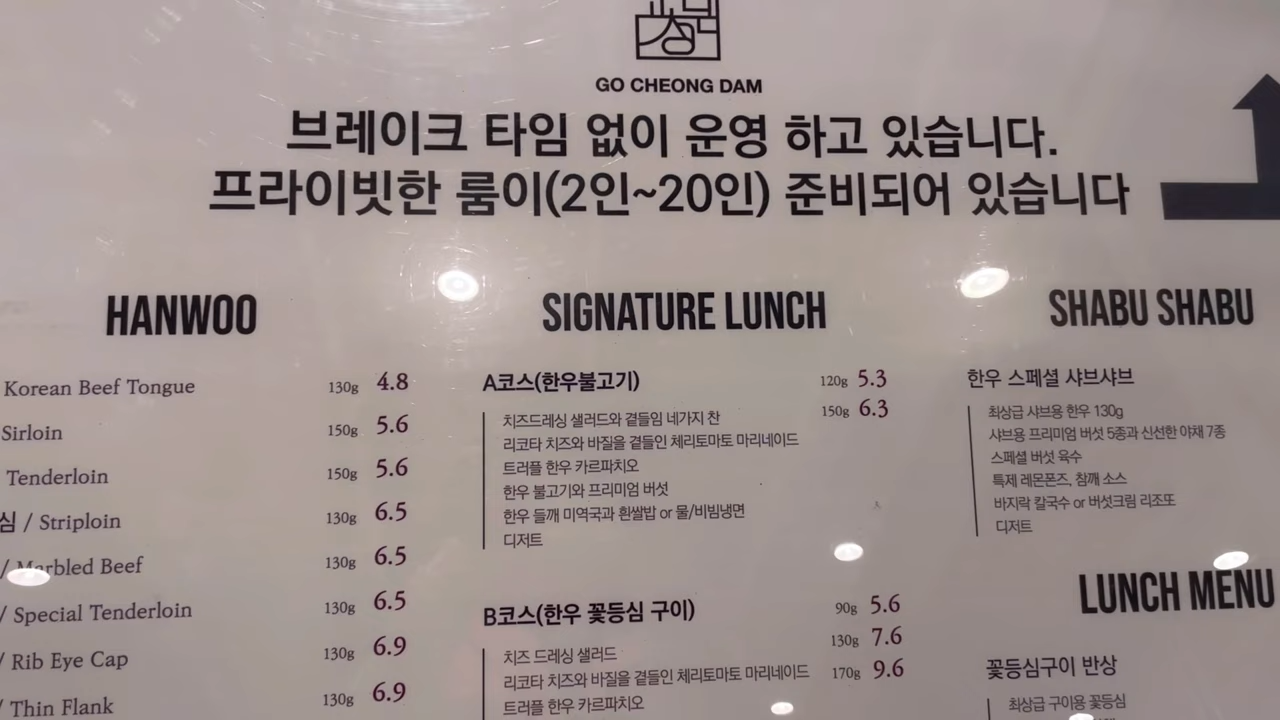 고청담
GO CHEONG DAM
브레이크 타임 없이 운영 하고 있습니다.
프라이빗한 룸이(2인~20인) 준비되어 있습니다
HANWOO
Korean Beef Tongue 130g 4.8
Sirloin 150g 5.6
Tenderloin 150g 5.6
심 / Striploin 130g 6.5
/ Marbled Beef 130g 6.5
/ Special Tenderloin 130g 6.5
/ Rib Eye Cap 130g 6.9
/ Thin Flank 130g 6.9
SIGNATURE LUNCH
A코스(한우불고기) 120g 5.3
150g 6.3
치즈드레싱 샐러드와 곁들임 네가지 찬
리코타 치즈와 바질을 곁들인 체리토마토 마리네이드
트러플 한우 카르파치오
한우 불고기와 프리미엄 버섯
한우 들깨 미역국과 흰쌀밥 or 물/비빔냉면
디저트
B코스(한우 꽃등심 구이) 90g 5.6
130g 7.6
170g 9.6
치즈 드레싱 샐러드
리코타 치즈와 바질을 곁들인 체리토마토 마리네이드
트러플 한우 카르파치오
SHABU SHABU
한우 스페셜 샤브샤브
최상급 샤브용 한우 130g
샤브용 프리미엄 버섯 5종과 신선한 야채 7종
스페셜 버섯 육수
특제 레몬폰즈, 참깨 소스
바지락 칼국수 or 버섯크림 리조또
디저트
LUNCH MENU
꽃등심구이 반상
최상급 구이용 꽃등심